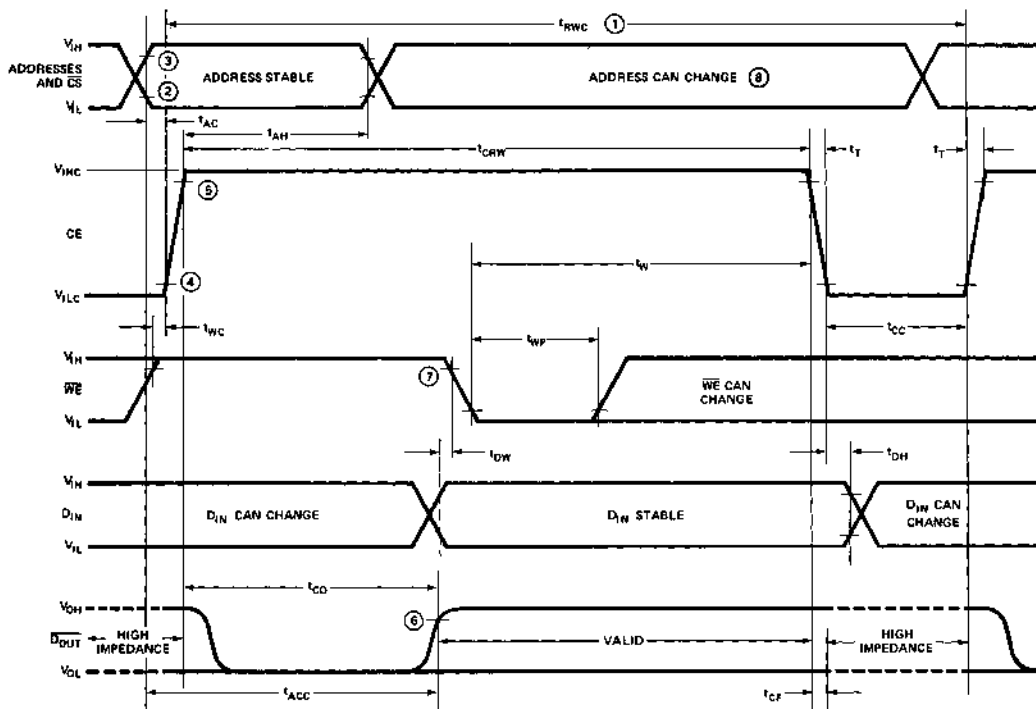 tRWC ①
VIH
ADDRESSES AND CS
VIL
③
②
ADDRESS STABLE
ADDRESS CAN CHANGE ⑧
tAC
tAH
tCRW
tT
tT
VIHC
CE
VILC
⑤
④
tW
tWC
tWP
tCC
VIH
WE
VIL
⑦
WE CAN
CHANGE
tDW
tDH
VIH
DIN
VIL
DIN CAN CHANGE
DIN STABLE
DIN CAN
CHANGE
tCO
VOH
DOUT
VOL
HIGH
IMPEDANCE
⑥
VALID
HIGH
IMPEDANCE
tACC
tCF